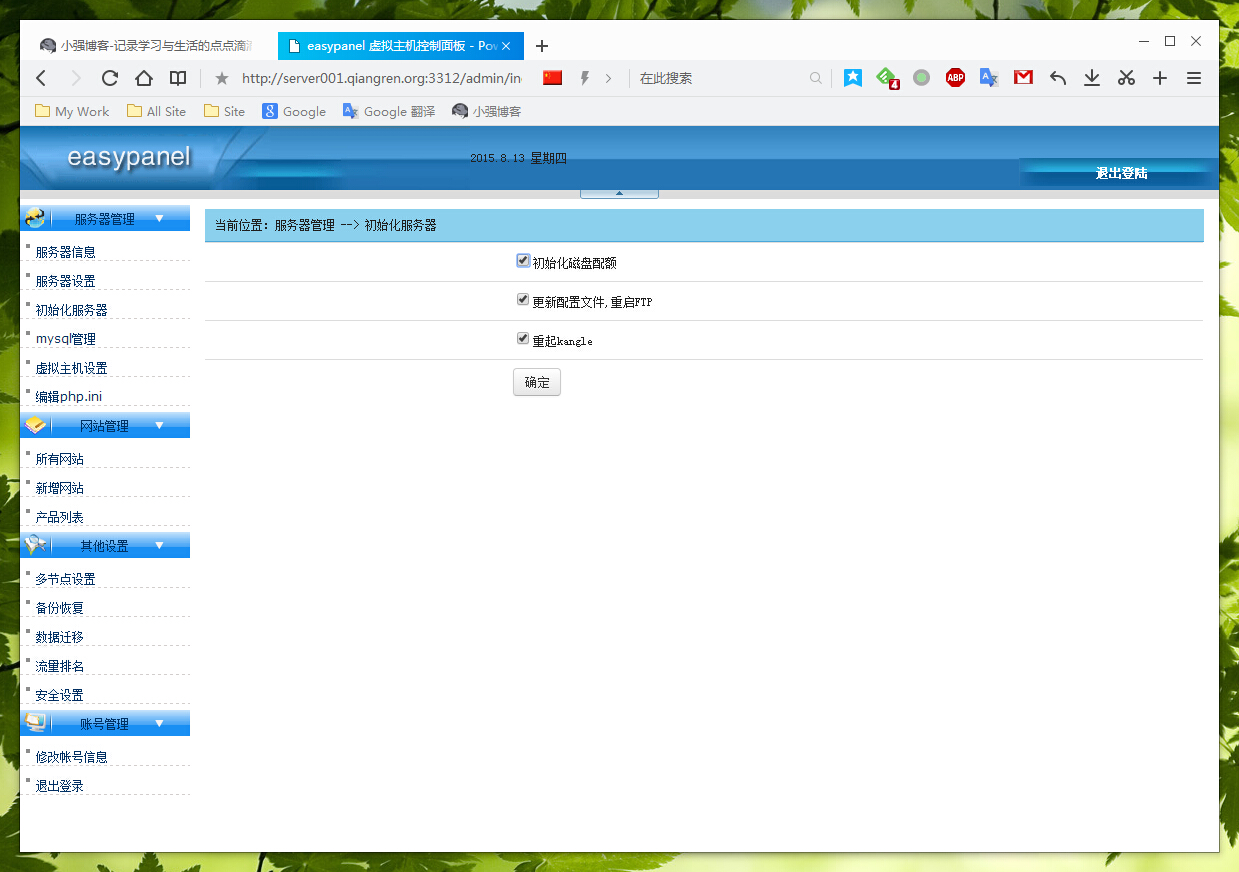 小强博客-记录学习与生活的点点滴
easypanel 虚拟主机控制面板 - Pow
http://server001.qiangren.org:3312/admin/in
在此搜索
4
ABP
My Work
All Site
Site
Google
Google 翻译
小强博客
easypanel
2015.8.13 星期四
退出登陆
服务器管理
服务器信息
服务器设置
初始化服务器
mysql管理
虚拟主机设置
编辑php.ini
网站管理
所有网站
新增网站
产品列表
其他设置
多节点设置
备份恢复
数据迁移
流量排名
安全设置
账号管理
修改帐号信息
退出登录
当前位置: 服务器管理 --> 初始化服务器
初始化磁盘配额
更新配置文件,重启FTP
重起kangle
确定